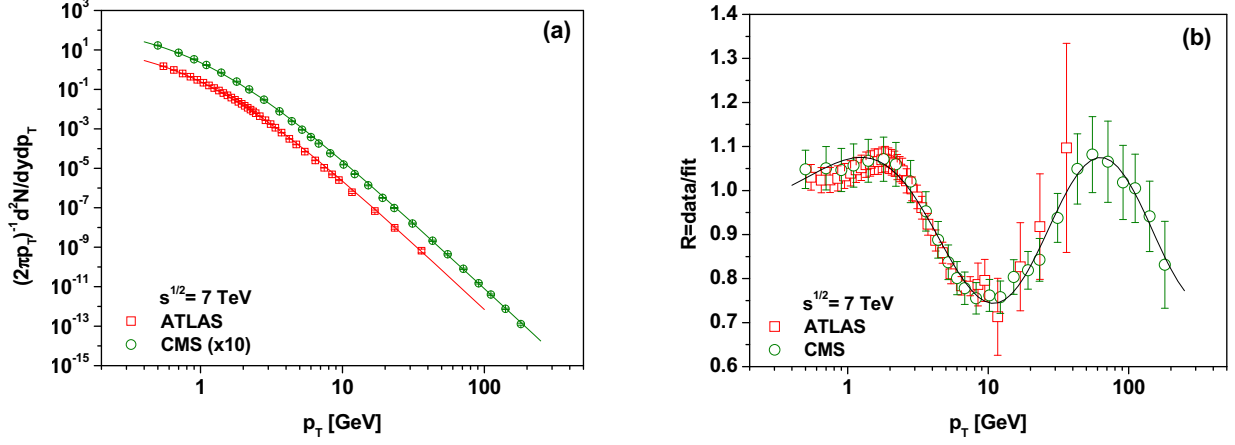 (a)
10^3
10^1
10^-1
10^-3
10^-5
10^-7
10^-9
10^-11
10^-13
10^-15
(2πp_T)^-1 d^2N/dydp_T
s^1/2 = 7 TeV
ATLAS
CMS (x10)
1
10
100
p_T [GeV]
(b)
1.4
1.3
1.2
1.1
1.0
0.9
0.8
0.7
0.6
R=data/fit
s^1/2 = 7 TeV
ATLAS
CMS
1
10
100
p_T [GeV]